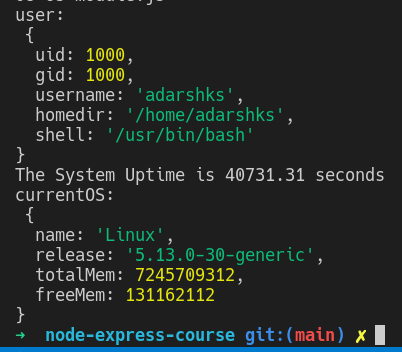 user:
 {
  uid: 1000,
  gid: 1000,
  username: 'adarshks',
  homedir: '/home/adarshks',
  shell: '/usr/bin/bash'
}
The System Uptime is 40731.31 seconds
currentOS:
 {
  name: 'Linux',
  release: '5.13.0-30-generic',
  totalMem: 7245709312,
  freeMem: 131162112
}
➜  node-express-course git:(main) ✗